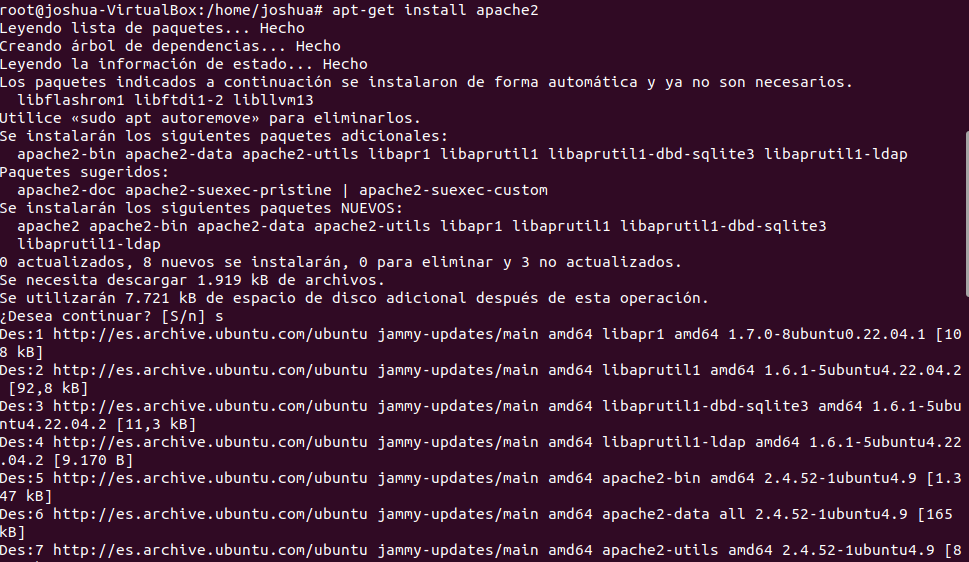 root@joshua-VirtualBox:/home/joshua# apt-get install apache2
Leyendo lista de paquetes... Hecho
Creando árbol de dependencias... Hecho
Leyendo la información de estado... Hecho
Los paquetes indicados a continuación se instalaron de forma automática y ya no son necesarios.
  libflashrom1 libftdi1-2 libllvm13
Utilice «sudo apt autoremove» para eliminarlos.
Se instalarán los siguientes paquetes adicionales:
  apache2-bin apache2-data apache2-utils libapr1 libaprutil1 libaprutil1-dbd-sqlite3 libaprutil1-ldap
Paquetes sugeridos:
  apache2-doc apache2-suexec-pristine | apache2-suexec-custom
Se instalarán los siguientes paquetes NUEVOS:
  apache2 apache2-bin apache2-data apache2-utils libapr1 libaprutil1 libaprutil1-dbd-sqlite3
  libaprutil1-ldap
0 actualizados, 8 nuevos se instalarán, 0 para eliminar y 3 no actualizados.
Se necesita descargar 1.919 kB de archivos.
Se utilizarán 7.721 kB de espacio de disco adicional después de esta operación.
¿Desea continuar? [S/n] s
Des:1 http://es.archive.ubuntu.com/ubuntu jammy-updates/main amd64 libapr1 amd64 1.7.0-8ubuntu0.22.04.1 [10
8 kB]
Des:2 http://es.archive.ubuntu.com/ubuntu jammy-updates/main amd64 libaprutil1 amd64 1.6.1-5ubuntu4.22.04.2
 [92,8 kB]
Des:3 http://es.archive.ubuntu.com/ubuntu jammy-updates/main amd64 libaprutil1-dbd-sqlite3 amd64 1.6.1-5ubu
ntu4.22.04.2 [11,3 kB]
Des:4 http://es.archive.ubuntu.com/ubuntu jammy-updates/main amd64 libaprutil1-ldap amd64 1.6.1-5ubuntu4.22
.04.2 [9.170 B]
Des:5 http://es.archive.ubuntu.com/ubuntu jammy-updates/main amd64 apache2-bin amd64 2.4.52-1ubuntu4.9 [1.3
47 kB]
Des:6 http://es.archive.ubuntu.com/ubuntu jammy-updates/main amd64 apache2-data all 2.4.52-1ubuntu4.9 [165 
kB]
Des:7 http://es.archive.ubuntu.com/ubuntu jammy-updates/main amd64 apache2-utils amd64 2.4.52-1ubuntu4.9 [8